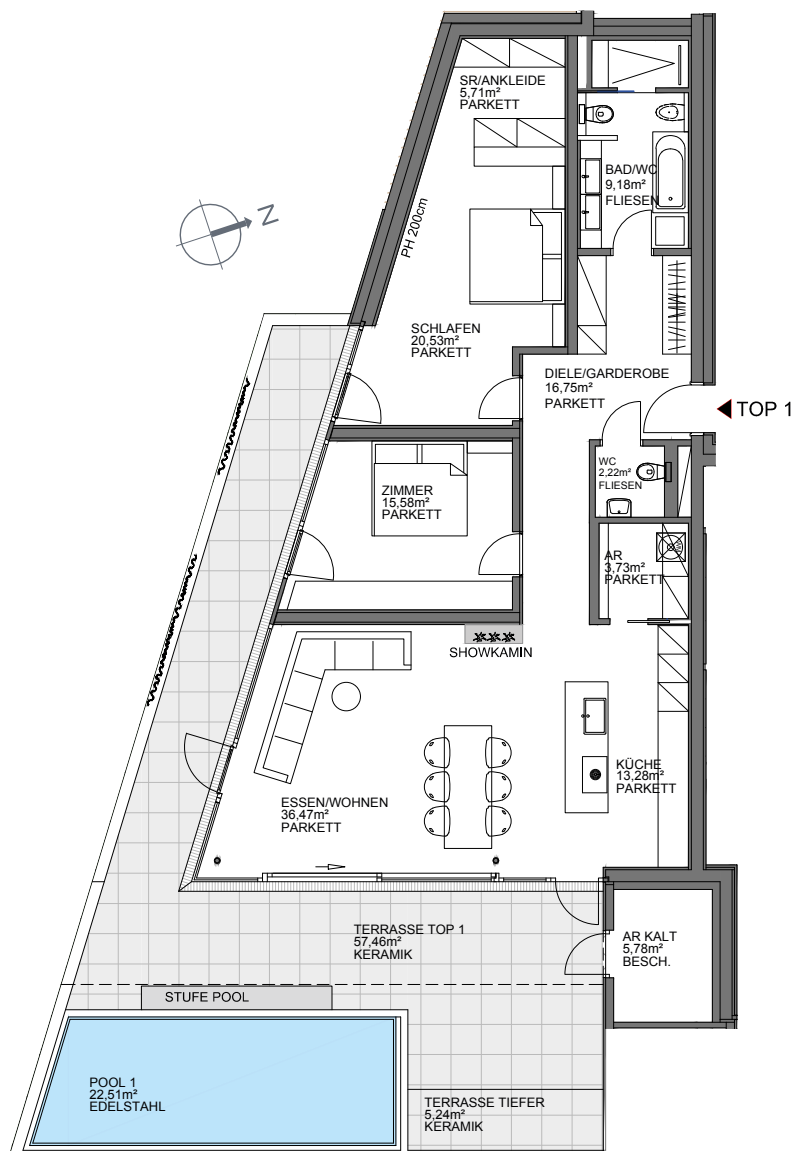 SR/ANKLEIDE
5,71m²
PARKETT
BAD/WC
9,18m²
FLIESEN
N
PH 200cm
SCHLAFEN
20,53m²
PARKETT
DIELE/GARDEROBE
16,75m²
PARKETT
TOP 1
WC
2,22m²
FLIESEN
ZIMMER
15,58m²
PARKETT
AR
3,73m²
PARKETT
SHOWKAMIN
KÜCHE
13,28m²
PARKETT
ESSEN/WOHNEN
36,47m²
PARKETT
TERRASSE TOP 1
57,46m²
KERAMIK
AR KALT
5,78m²
BESCH.
STUFE POOL
POOL 1
22,51m²
EDELSTAHL
TERRASSE TIEFER
5,24m²
KERAMIK